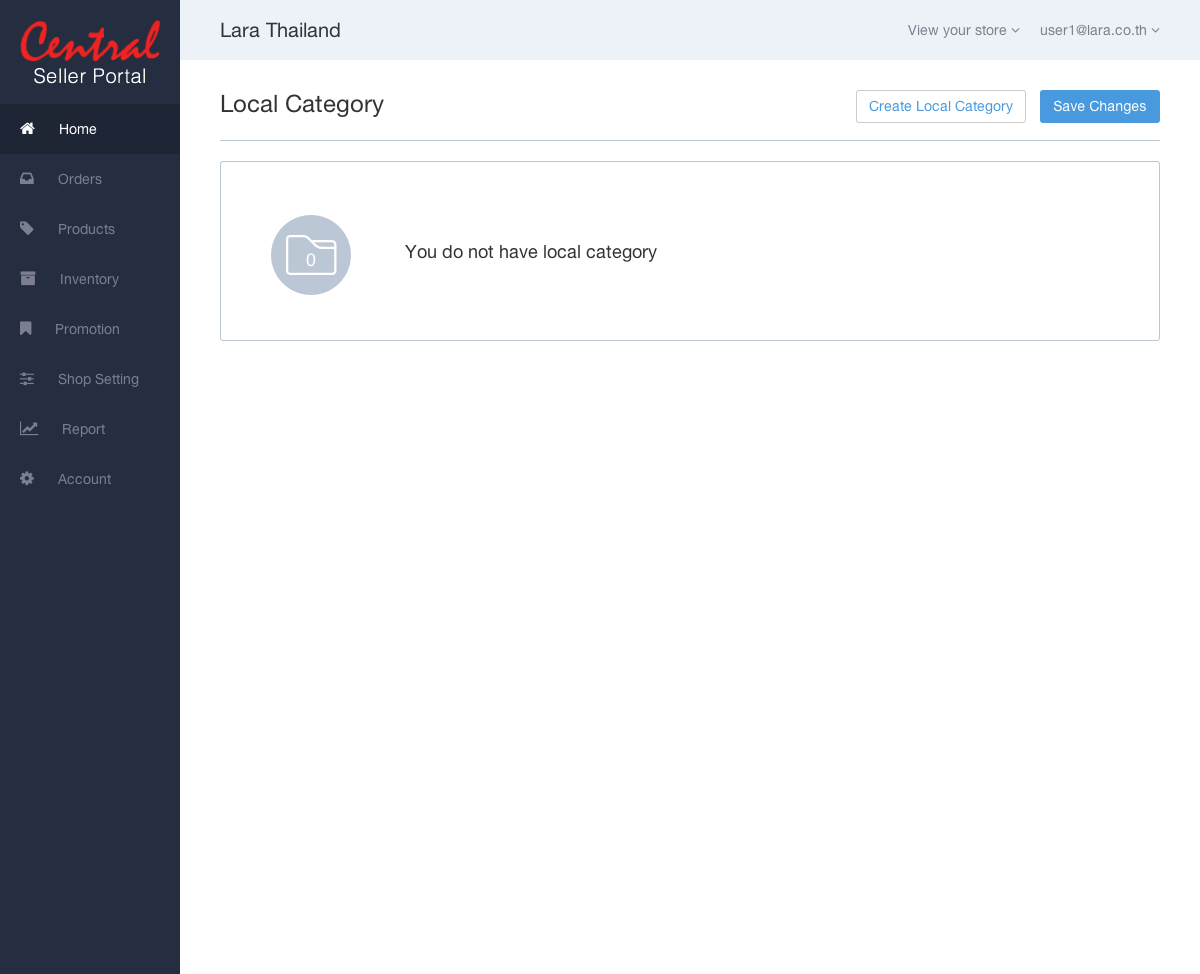 Central
Seller Portal
Lara Thailand
View your store
user1@lara.co.th
Home
Orders
Products
Inventory
Promotion
Shop Setting
Report
Account
Local Category
Create Local Category
Save Changes
0
You do not have local category